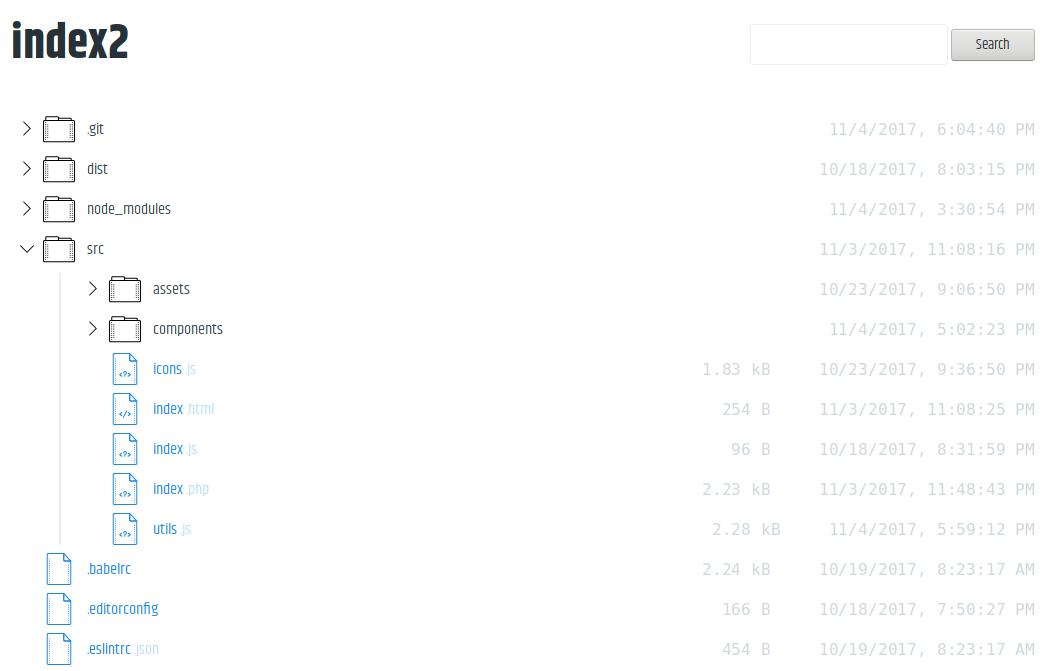 index2
Search
.git 11/4/2017, 6:04:40 PM
dist 10/18/2017, 8:03:15 PM
node_modules 11/4/2017, 3:30:54 PM
src 11/3/2017, 11:08:16 PM
assets 10/23/2017, 9:06:50 PM
components 11/4/2017, 5:02:23 PM
icons.js 1.83 kB 10/23/2017, 9:36:50 PM
index.html 254 B 11/3/2017, 11:08:25 PM
index.js 96 B 10/18/2017, 8:31:59 PM
index.php 2.23 kB 11/3/2017, 11:48:43 PM
utils.js 2.28 kB 11/4/2017, 5:59:12 PM
.babelrc 2.24 kB 10/19/2017, 8:23:17 AM
.editorconfig 166 B 10/18/2017, 7:50:27 PM
.eslintrc.json 454 B 10/19/2017, 8:23:17 AM